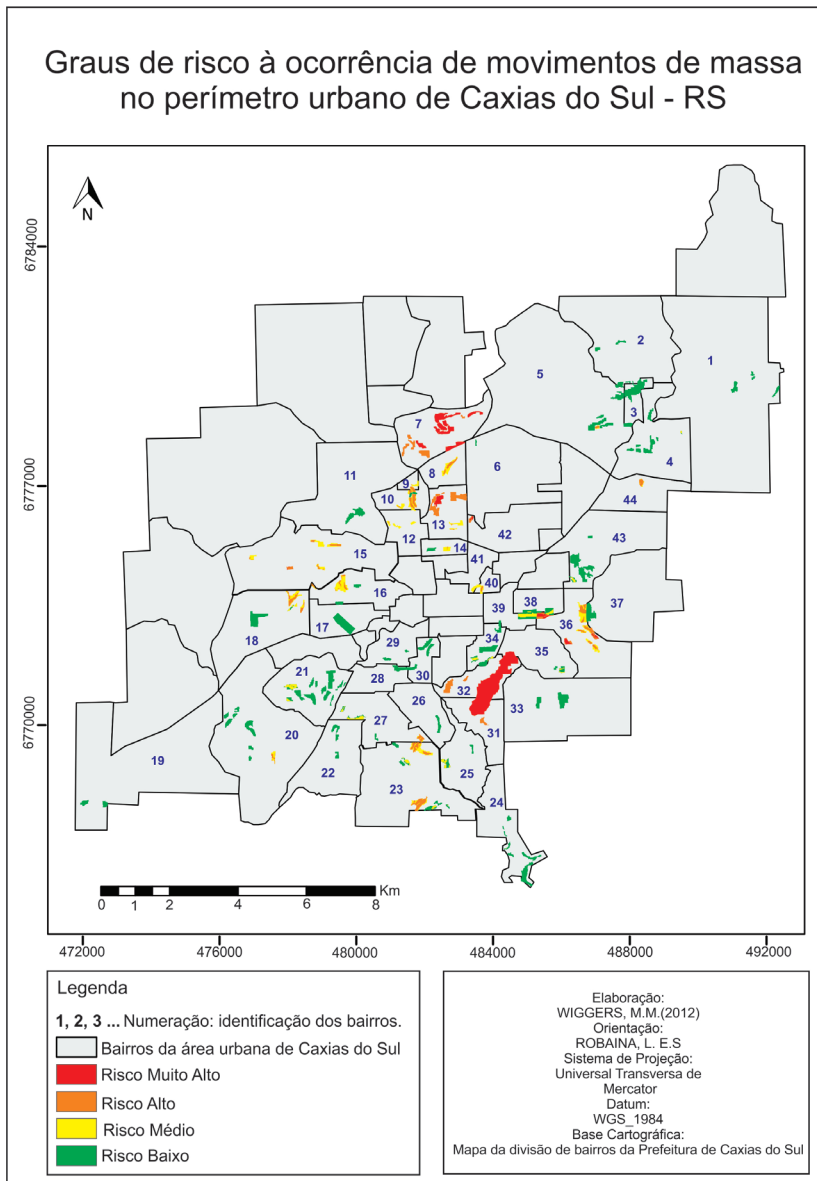 Graus de risco à ocorrência de movimentos de massa
no perímetro urbano de Caxias do Sul - RS
N
6784000
6777000
6770000
1
2
3
4
5
6
7
8
9
10
11
12
13
14
15
16
17
18
19
20
21
22
23
24
25
26
27
28
29
30
31
32
33
34
35
36
37
38
39
40
41
42
43
44
0 1 2 4 6 8 Km
472000 476000 480000 484000 488000 492000
Legenda
1, 2, 3 ... Numeração: identificação dos bairros.
Bairros da área urbana de Caxias do Sul
Risco Muito Alto
Risco Alto
Risco Médio
Risco Baixo
Elaboração:
WIGGERS, M.M.(2012)
Orientação:
ROBAINA, L. E.S
Sistema de Projeção:
Universal Transversa de
Mercator
Datum:
WGS_1984
Base Cartográfica:
Mapa da divisão de bairros da Prefeitura de Caxias do Sul